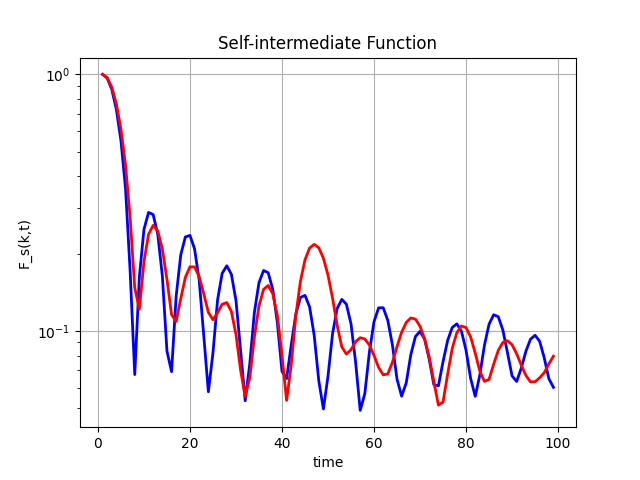 Self-intermediate Function
F_s(k,t)
10⁰
10⁻¹
0 20 40 60 80 100
time